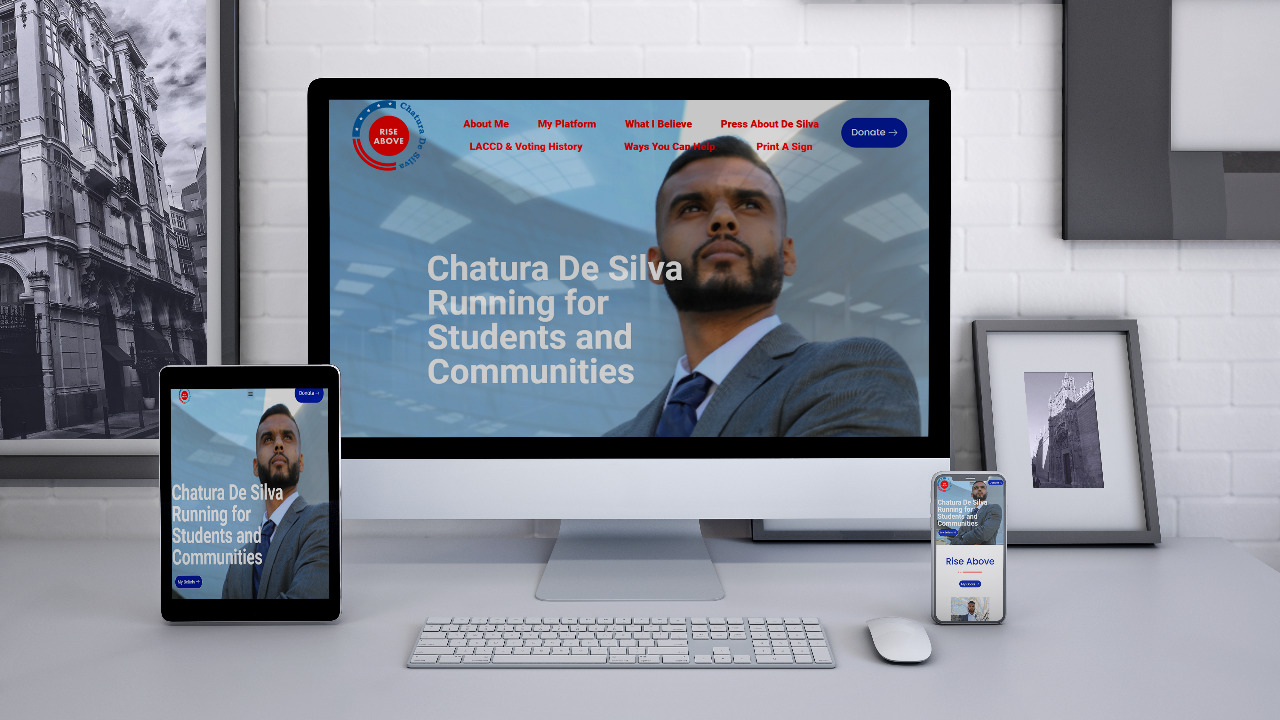 Chatura De Silva
RISE
ABOVE
About Me My Platform What I Believe Press About De Silva
LACCD & Voting History Ways You Can Help Print A Sign
Donate →
Chatura De Silva
Running for
Students and
Communities
Donate →
Chatura De Silva
Running for
Students and
Communities
My Beliefs →
Chatura De Silva
Running for
Students and
Communities
Rise Above